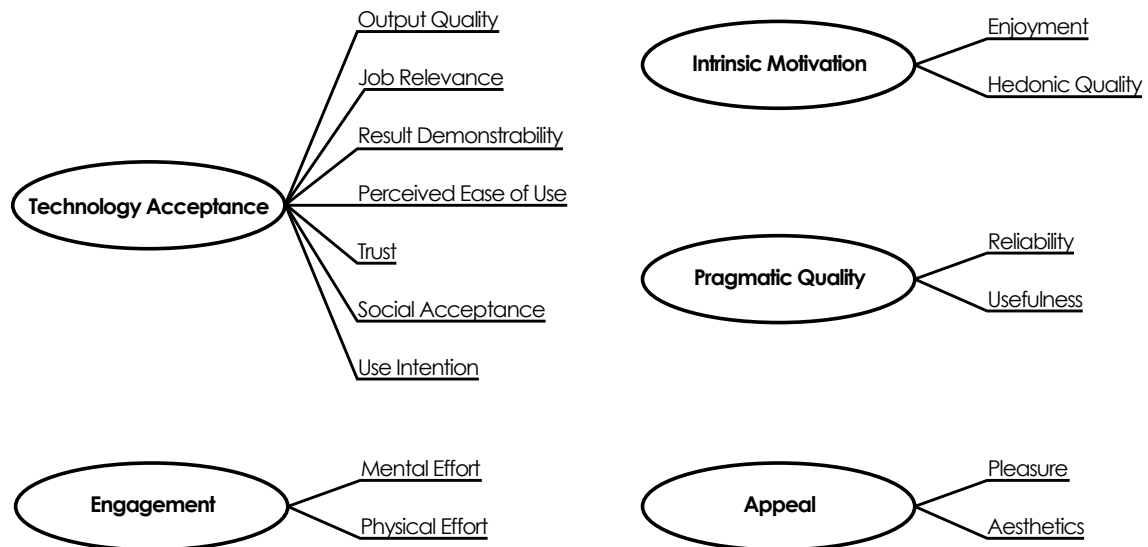 Technology Acceptance
Output Quality
Job Relevance
Result Demonstrability
Perceived Ease of Use
Trust
Social Acceptance
Use Intention
Intrinsic Motivation
Enjoyment
Hedonic Quality
Pragmatic Quality
Reliability
Usefulness
Engagement
Mental Effort
Physical Effort
Appeal
Pleasure
Aesthetics